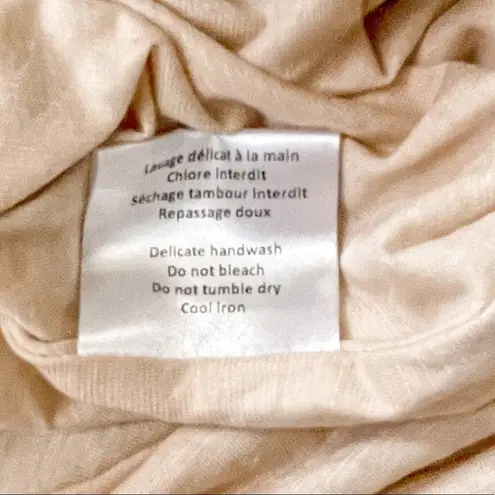 Lavage délicat à la main
Chlore interdit
Séchage tambour interdit
Repassage doux
Delicate handwash
Do not bleach
Do not tumble dry
Cool iron